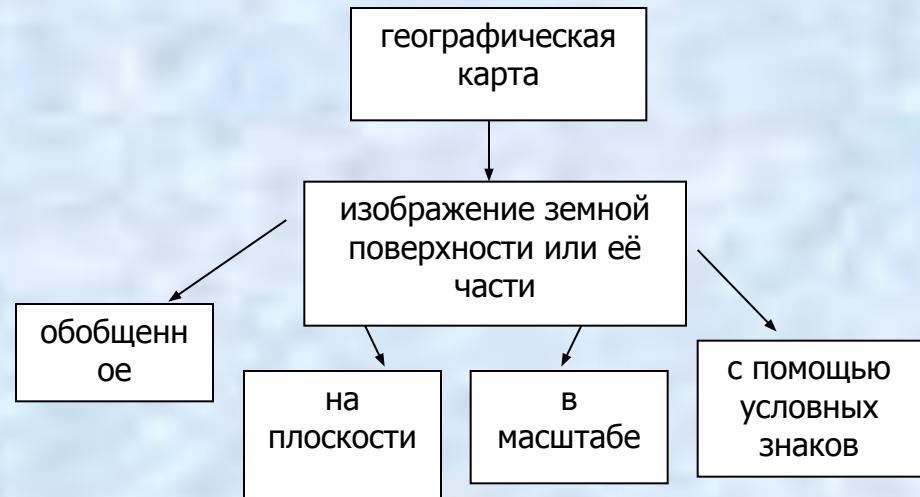 географическая
карта
изображение земной
поверхности или её
части
обобщенн
ое
на
плоскости
в
масштабе
с помощью
условных
знаков